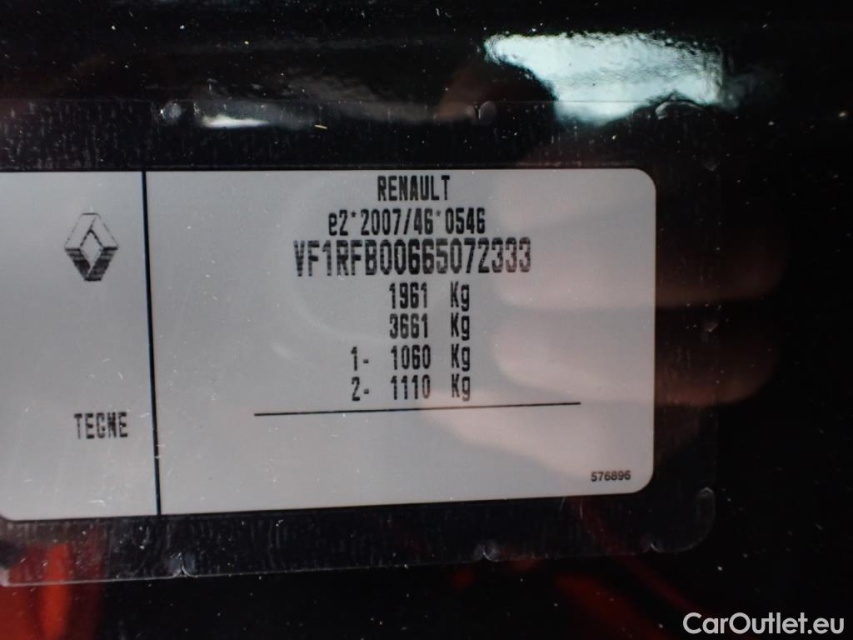 RENAULT
e2*2007/46*0546
VF1RFB00665072333
1961 Kg
3661 Kg
1- 1060 Kg
2- 1110 Kg
TEGNE
576896
CarOutlet.eu